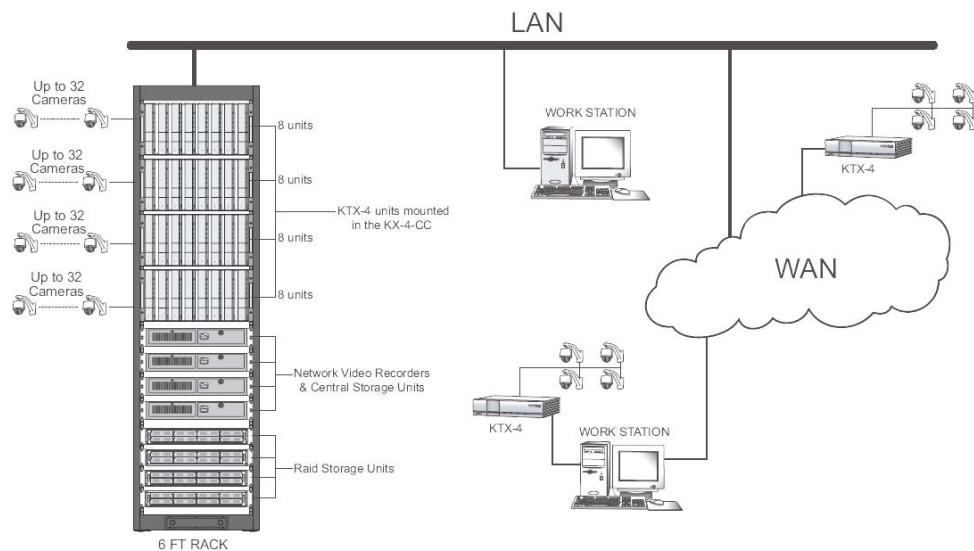 LAN
Up to 32
Cameras
8 units
Up to 32
Cameras
8 units
Up to 32
Cameras
8 units
Up to 32
Cameras
8 units
KTX-4 units mounted
in the KX-4-CC
Network Video Recorders
& Central Storage Units
Raid Storage Units
6 FT RACK
WORK STATION
KTX-4
WAN
KTX-4
WORK STATION